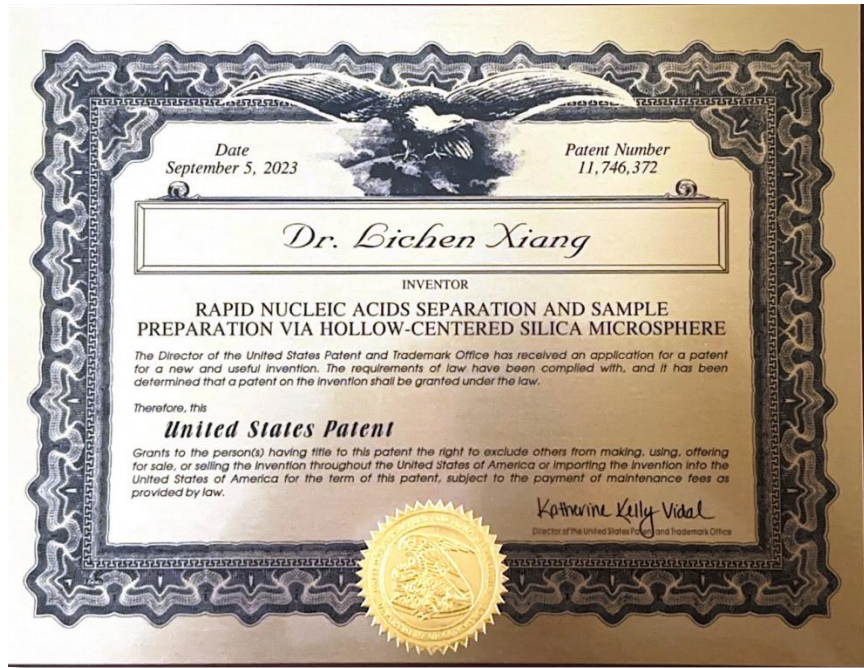 Date
September 5, 2023
Patent Number
11,746,372
Dr. Lichen Xiang
INVENTOR
RAPID NUCLEIC ACIDS SEPARATION AND SAMPLE
PREPARATION VIA HOLLOW-CENTERED SILICA MICROSPHERE
The Director of the United States Patent and Trademark Office has received an application for a patent
for a new and useful invention. The requirements of law have been complied with, and it has been
determined that a patent on the invention shall be granted under the law.
Therefore, this
United States Patent
Grants to the person(s) having title to this patent the right to exclude others from making, using, offering
for sale, or selling the invention throughout the United States of America or importing the invention into the
United States of America for the term of this patent, subject to the payment of maintenance fees as
provided by law.
Katherine Kelly Vidal
Director of the United States Patent and Trademark Office